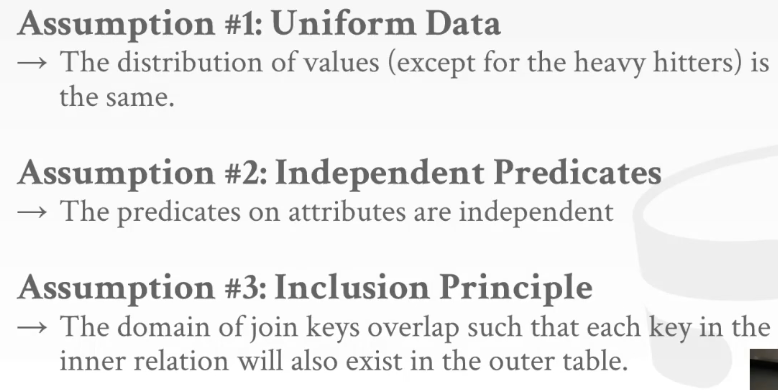 Assumption #1: Uniform Data
→ The distribution of values (except for the heavy hitters) is
the same.
Assumption #2: Independent Predicates
→ The predicates on attributes are independent
Assumption #3: Inclusion Principle
→ The domain of join keys overlap such that each key in the
inner relation will also exist in the outer table.